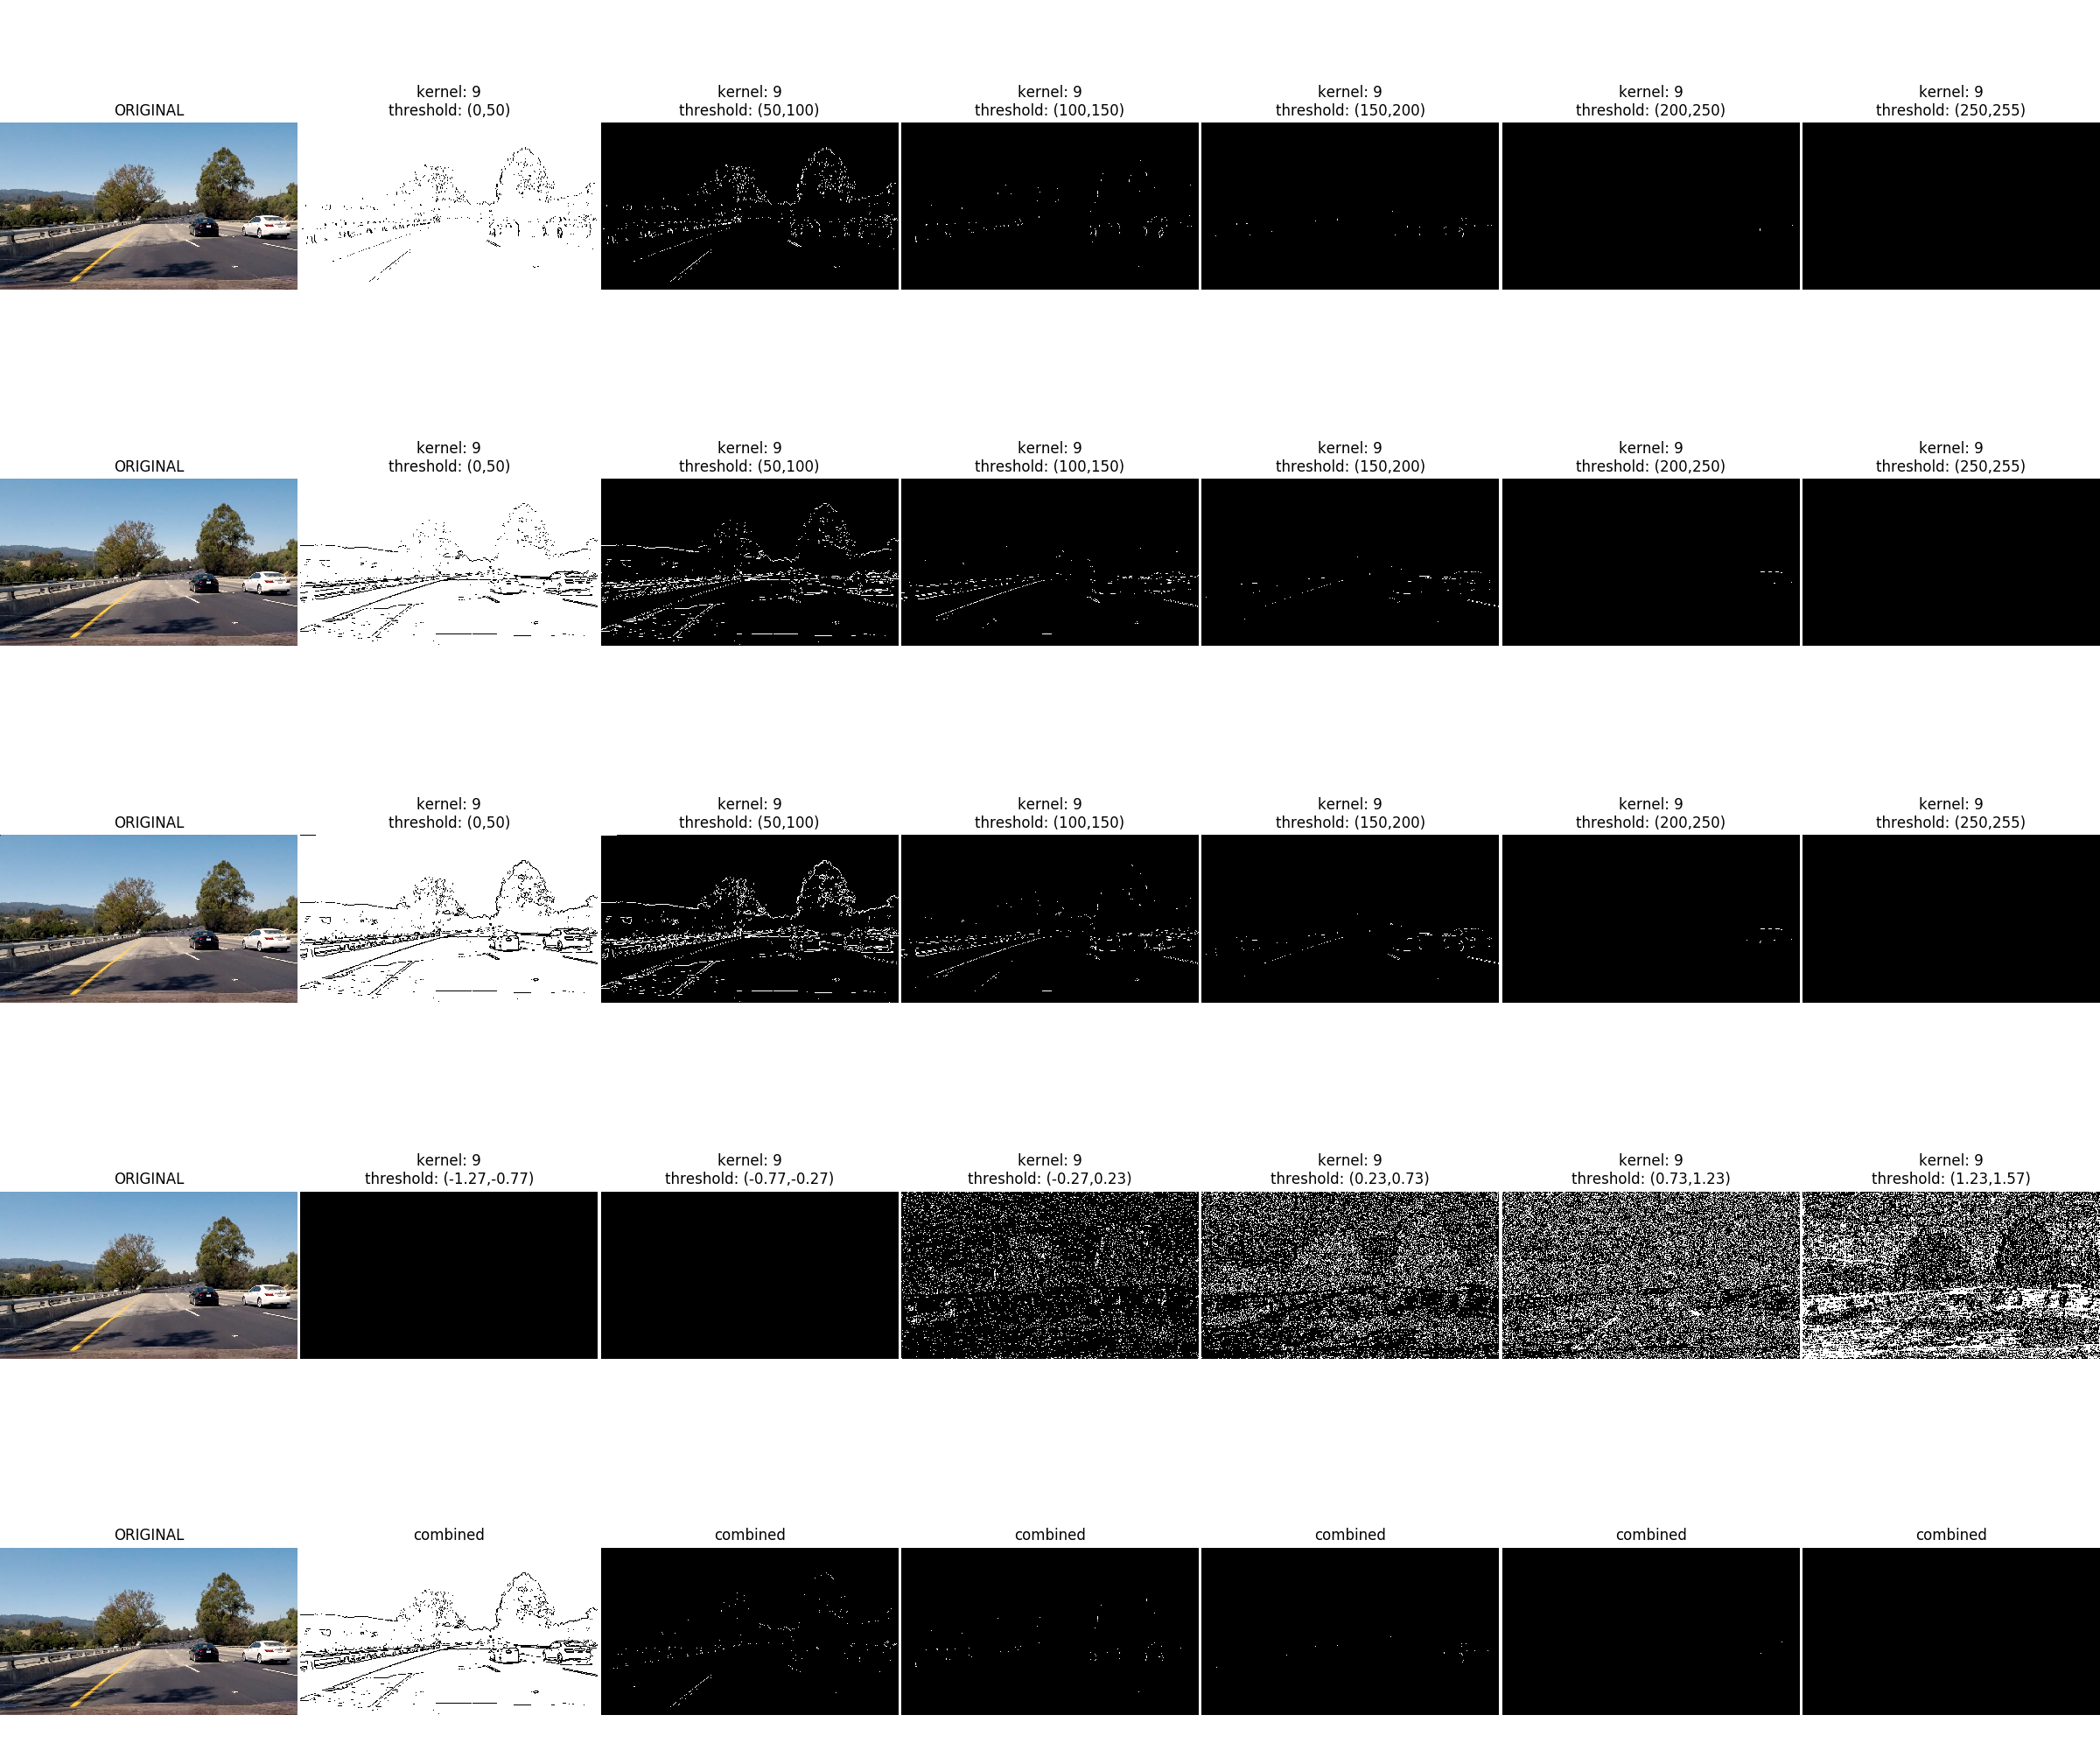 kernel: 9
kernel: 9
kernel: 9
kernel: 9
kernel: 9
kernel: 9
ORIGINAL
threshold: (0,50)
threshold: (50,100)
threshold: (100,150)
threshold: (150,200)
threshold: (200,250)
threshold: (250,255)
kernel: 9
kernel: 9
kernel: 9
kernel: 9
kernel: 9
kernel: 9
ORIGINAL
threshold: (0,50)
threshold: (50,100)
threshold: (100,150)
threshold: (150,200)
threshold: (200,250)
threshold: (250,255)
kernel: 9
kernel: 9
kernel: 9
kernel: 9
kernel: 9
kernel: 9
ORIGINAL
threshold: (0,50)
threshold: (50,100)
threshold: (100,150)
threshold: (150,200)
threshold: (200,250)
threshold: (250,255)
kernel: 9
kernel: 9
kernel: 9
kernel: 9
kernel: 9
kernel: 9
ORIGINAL
threshold: (-1.27,-0.77)
threshold: (-0.77,-0.27)
threshold: (-0.27,0.23)
threshold: (0.23,0.73)
threshold: (0.73,1.23)
threshold: (1.23,1.57)
ORIGINAL
combined
combined
combined
combined
combined
combined